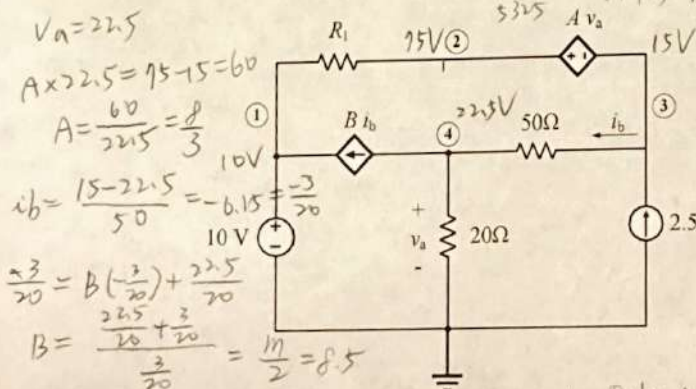 5325
Va=22.5
A×22.5=75-15=60
A=60/22.5=8/3
ib=15-22.5/50=-0.15=-3/20
-3/20=B(-3/20)+22.5/20
B=22.5/20+3/20/3/20=17/2=8.5
R1
75V
②
A va
15V
①
③
10V
B ib
④
22.5V
50Ω
ib
10 V
+
-
+
va
-
20Ω
2.5